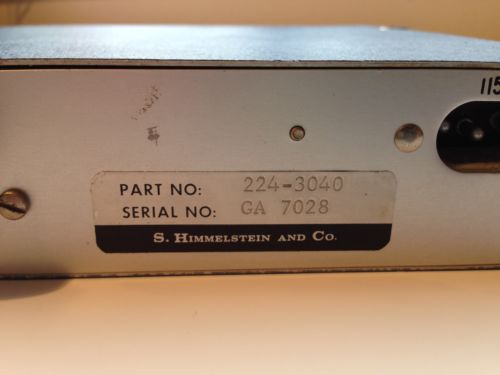 115
PART NO: 224-3040
SERIAL NO: GA 7028
S. HIMMELSTEIN AND CO.